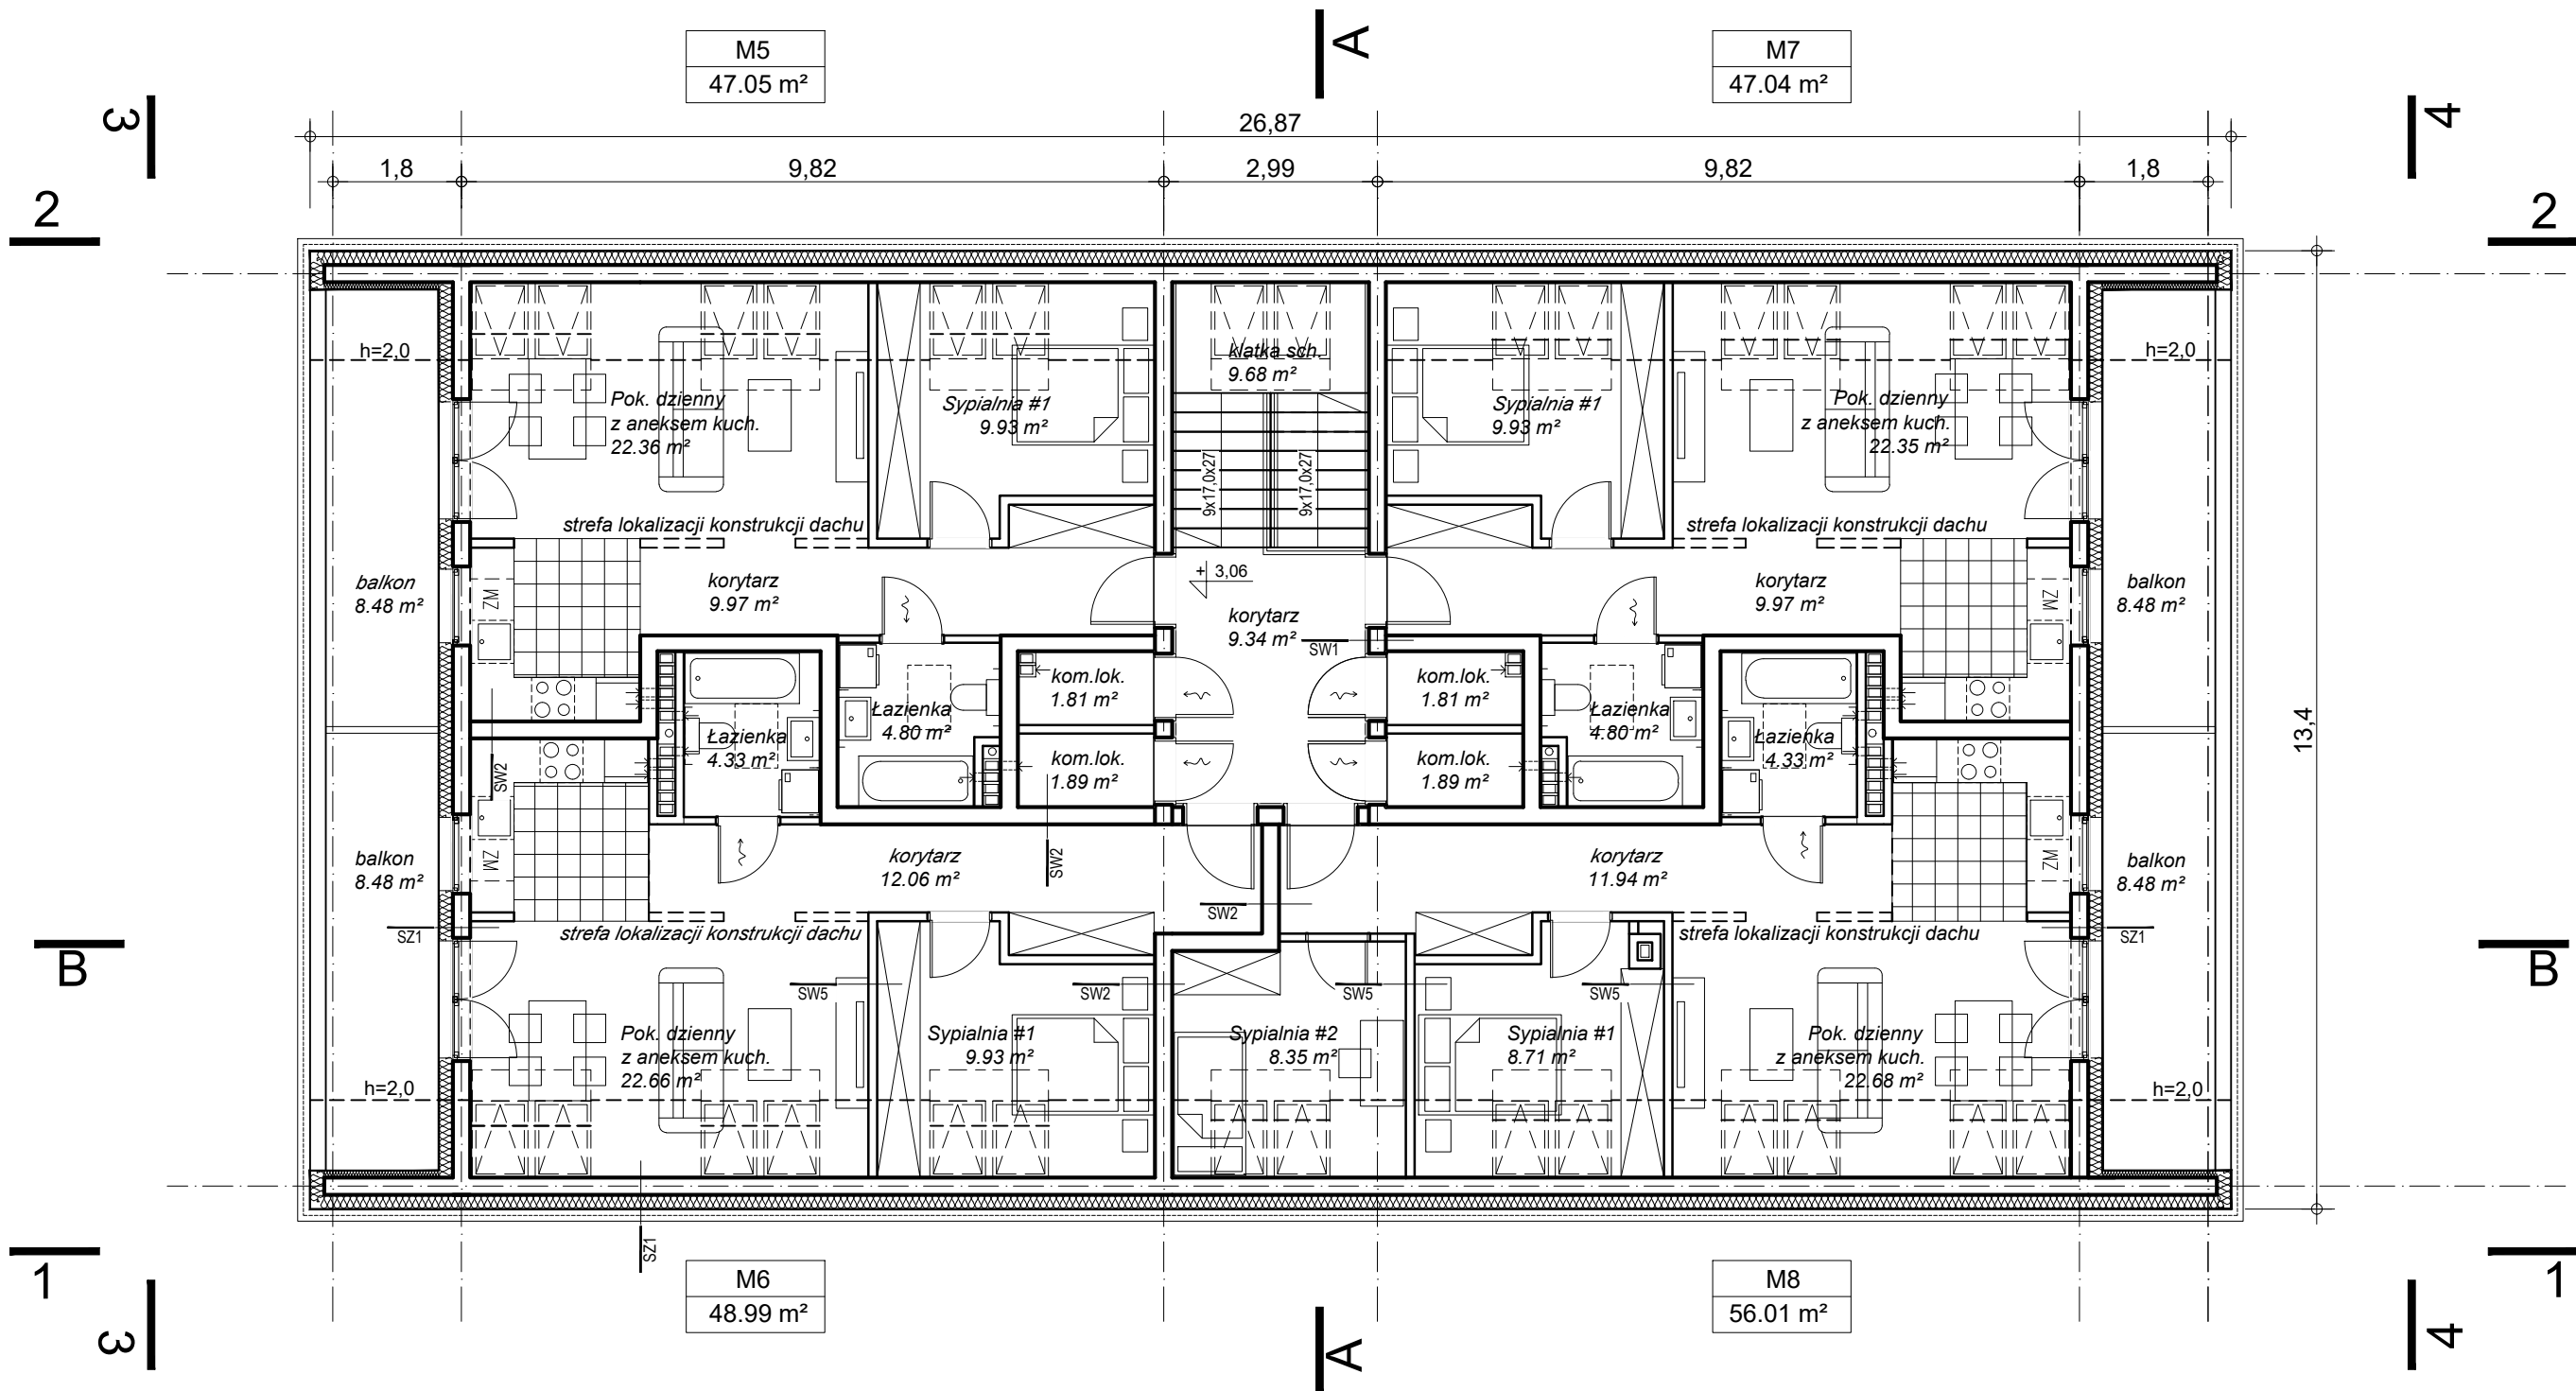 M5
47.05 m²
A
M7
47.04 m²
3
4
26,87
1,8
9,82
2,99
9,82
1,8
2
2
h=2,0
klatka sch.
9.68 m²
h=2,0
Pok. dzienny
z aneksem kuch.
22.36 m²
Sypialnia #1
9.93 m²
Sypialnia #1
9.93 m²
Pok. dzienny
z aneksem kuch.
22.35 m²
9x17,0x27
9x17,0x27
strefa lokalizacji konstrukcji dachu
strefa lokalizacji konstrukcji dachu
balkon
8.48 m²
ZM
korytarz
9.97 m²
+ 3,06
korytarz
9.34 m²
SW1
korytarz
9.97 m²
ZM
balkon
8.48 m²
kom.lok.
1.81 m²
kom.lok.
1.81 m²
Łazienka
4.33 m²
Łazienka
4.80 m²
Łazienka
4.80 m²
Łazienka
4.33 m²
kom.lok.
1.89 m²
kom.lok.
1.89 m²
13,4
SW2
balkon
8.48 m²
ZM
korytarz
12.06 m²
SW2
korytarz
11.94 m²
ZM
balkon
8.48 m²
SW2
SZ1
strefa lokalizacji konstrukcji dachu
strefa lokalizacji konstrukcji dachu
SZ1
B
B
SW5
SW2
SW5
SW5
Pok. dzienny
z aneksem kuch.
22.66 m²
Sypialnia #1
9.93 m²
Sypialnia #2
8.35 m²
Sypialnia #1
8.71 m²
Pok. dzienny
z aneksem kuch.
22.68 m²
h=2,0
h=2,0
SZ1
1
1
M6
48.99 m²
M8
56.01 m²
3
A
4